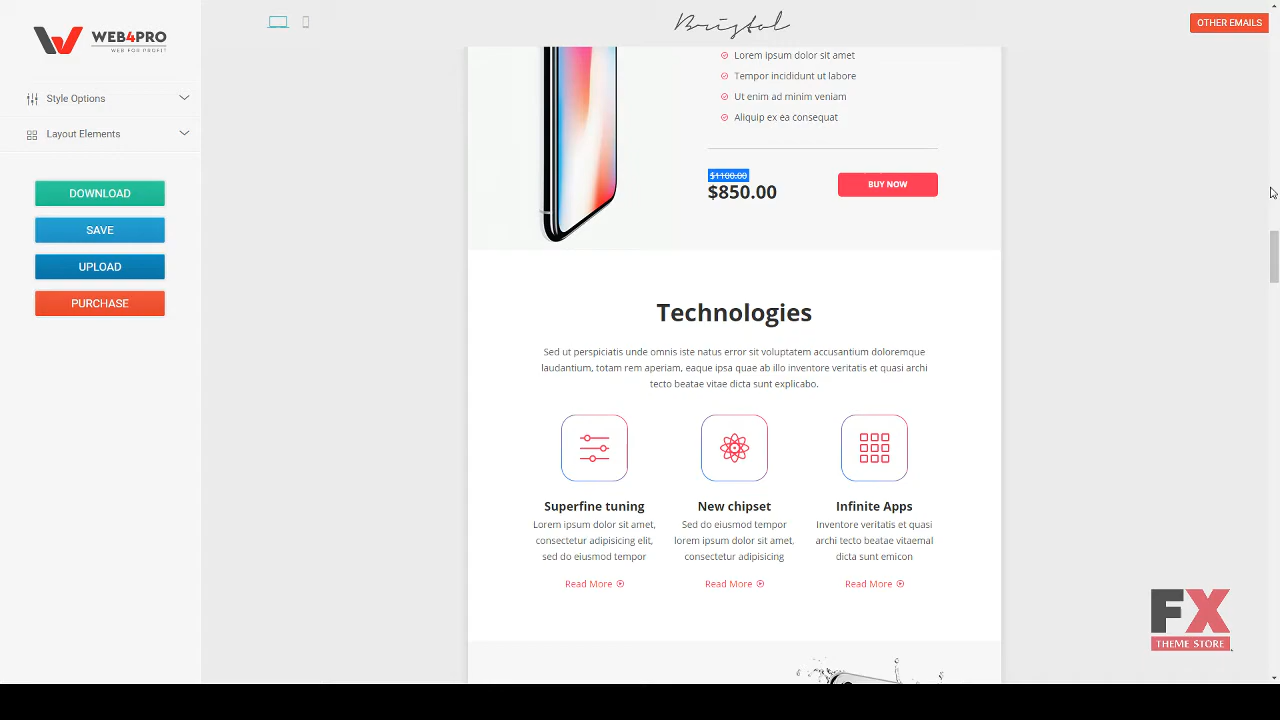 WEB4PRO
WEB FOR PROFIT
Bristol
OTHER EMAILS
Style Options
Layout Elements
DOWNLOAD
SAVE
UPLOAD
PURCHASE
Lorem ipsum dolor sit amet
Tempor incididunt ut labore
Ut enim ad minim veniam
Aliquip ex ea consequat
$1100.00
$850.00
BUY NOW
Technologies
Sed ut perspiciatis unde omnis iste natus error sit voluptatem accusantium doloremque
laudantium, totam rem aperiam, eaque ipsa quae ab illo inventore veritatis et quasi archi
tecto beatae vitae dicta sunt explicabo.
Superfine tuning
Lorem ipsum dolor sit amet,
consectetur adipisicing elit,
sed do eiusmod tempor
Read More
New chipset
Sed do eiusmod tempor
lorem ipsum dolor sit amet,
consectetur adipisicing
Read More
Infinite Apps
Inventore veritatis et quasi
archi tecto beatae vitaemal
dicta sunt emicon
Read More
FX
THEME STORE